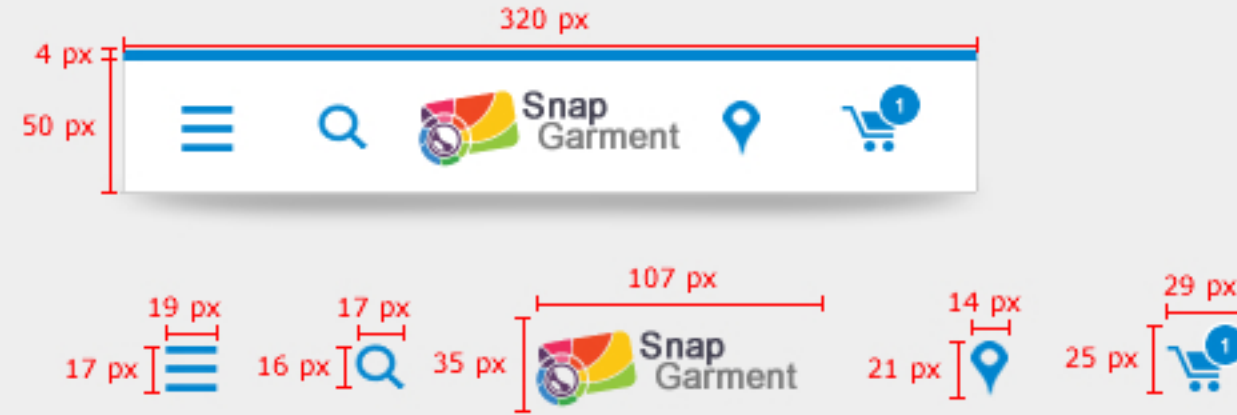 320 px
4 px
50 px
1
Snap
Garment
107 px
19 px
17 px
14 px
29 px
17 px
16 px
35 px
Snap
Garment
21 px
25 px
1